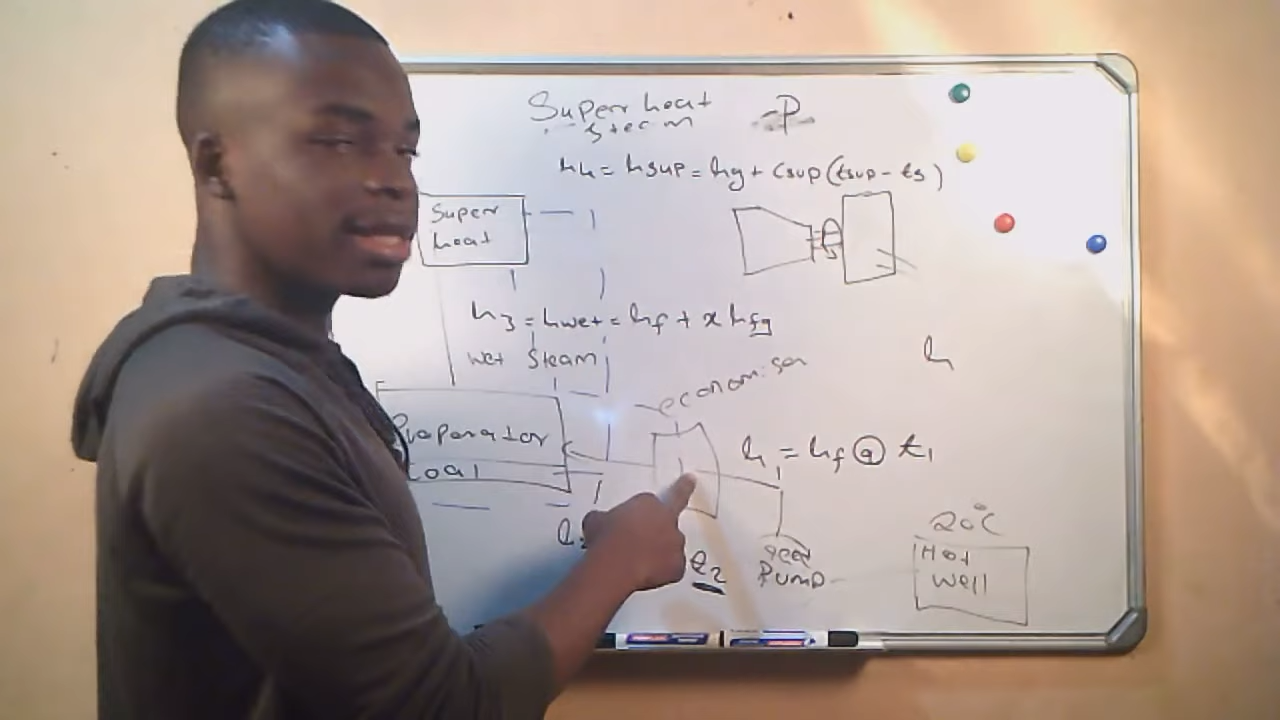 Super heat
steam
P
h4 = hsup = hg + Csup (tsup - ts)
Super
heat
h3 = hwet = hf + x hfg
wet Steam
economiser
Evaporator
coal
h1 = hf @ t1
20°C
Hot
well
feed
Pump
h